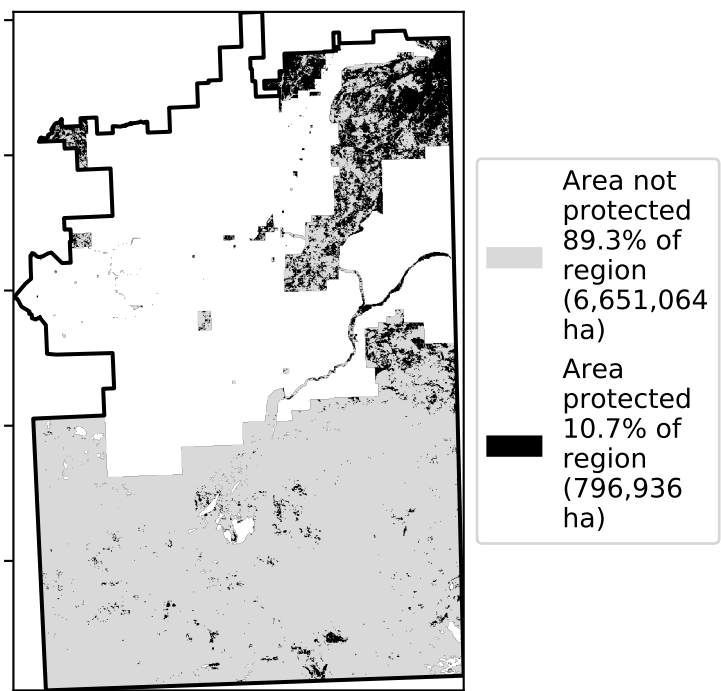 Area not
protected
89.3% of
region
(6,651,064
ha)
Area
protected
10.7% of
region
(796,936
ha)